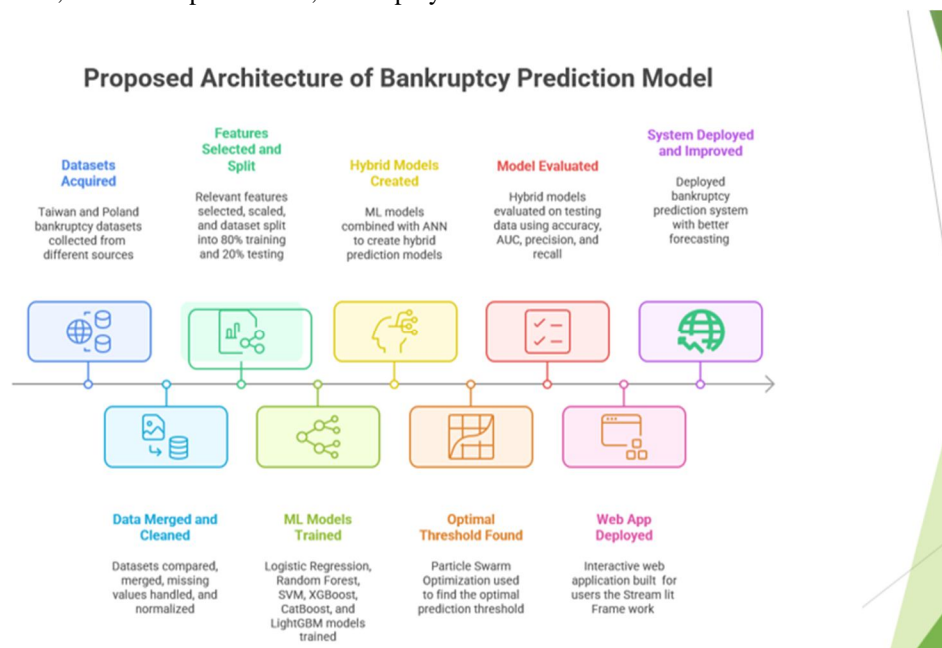 Proposed Architecture of Bankruptcy Prediction Model
Datasets
Acquired
Taiwan and Poland
bankruptcy datasets
collected from
different sources
Features
Selected and
Split
Relevant features
selected, scaled,
and dataset split
into 80% training
and 20% testing
Hybrid Models
Created
ML models
combined with ANN
to create hybrid
prediction models
Model Evaluated
Hybrid models
evaluated on testing
data using accuracy,
AUC, precision, and
recall
System Deployed
and Improved
Deployed
bankruptcy
prediction system
with better
forecasting
Data Merged and
Cleaned
Datasets compared,
merged, missing
values handled, and
normalized
ML Models
Trained
Logistic Regression,
Random Forest,
SVM, XGBoost,
CatBoost, and
LightGBM models
trained
Optimal
Threshold Found
Particle Swarm
Optimization used
to find the optimal
prediction threshold
Web App
Deployed
Interactive web
application built for
users the Stream lit
Frame work